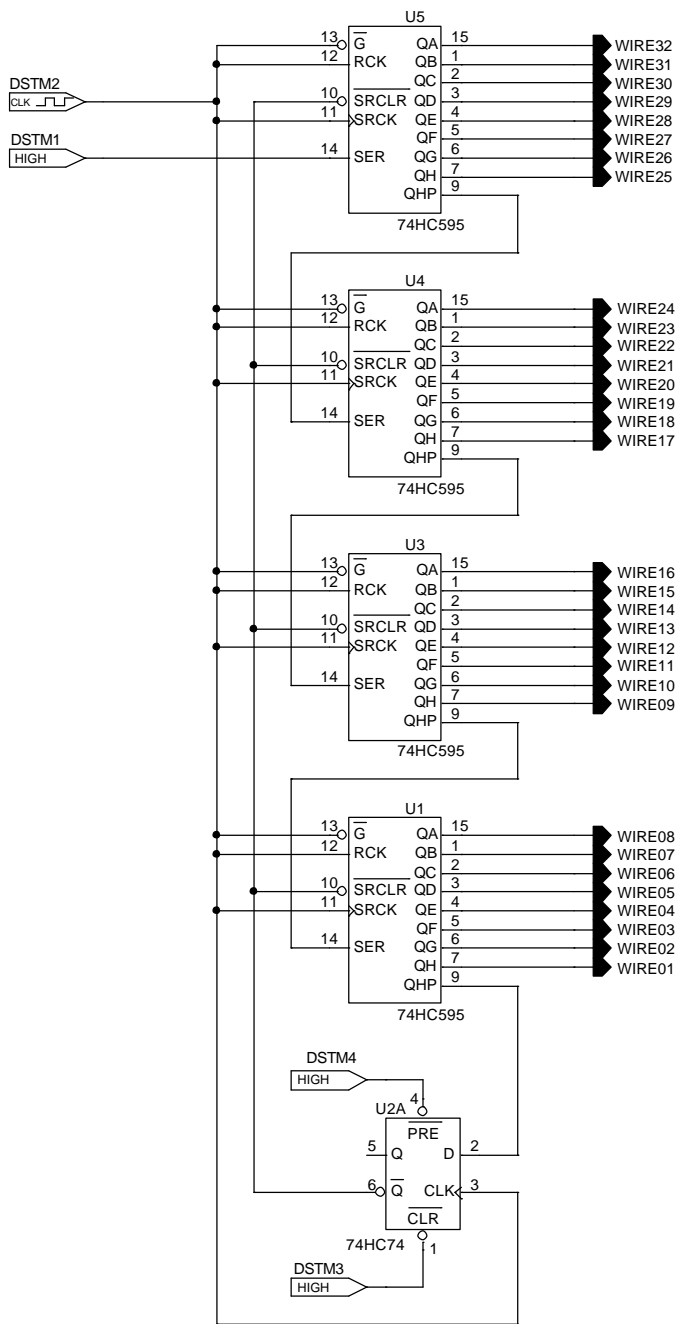 U5
13 G QA 15 WIRE32
12 RCK QB 1 WIRE31
QC 2 WIRE30
DSTM2
CLK
10 SRCLR QD 3 WIRE29
11 SRCK QE 4 WIRE28
QF 5 WIRE27
DSTM1
HIGH
14 SER QG 6 WIRE26
QH 7 WIRE25
QHP 9
74HC595
U4
13 G QA 15 WIRE24
12 RCK QB 1 WIRE23
QC 2 WIRE22
10 SRCLR QD 3 WIRE21
11 SRCK QE 4 WIRE20
QF 5 WIRE19
14 SER QG 6 WIRE18
QH 7 WIRE17
QHP 9
74HC595
U3
13 G QA 15 WIRE16
12 RCK QB 1 WIRE15
QC 2 WIRE14
10 SRCLR QD 3 WIRE13
11 SRCK QE 4 WIRE12
QF 5 WIRE11
14 SER QG 6 WIRE10
QH 7 WIRE09
QHP 9
74HC595
U1
13 G QA 15 WIRE08
12 RCK QB 1 WIRE07
QC 2 WIRE06
10 SRCLR QD 3 WIRE05
11 SRCK QE 4 WIRE04
QF 5 WIRE03
14 SER QG 6 WIRE02
QH 7 WIRE01
QHP 9
74HC595
DSTM4
HIGH
4
U2A
PRE
5 Q D 2
6 Q CLK 3
CLR
74HC74 1
DSTM3
HIGH